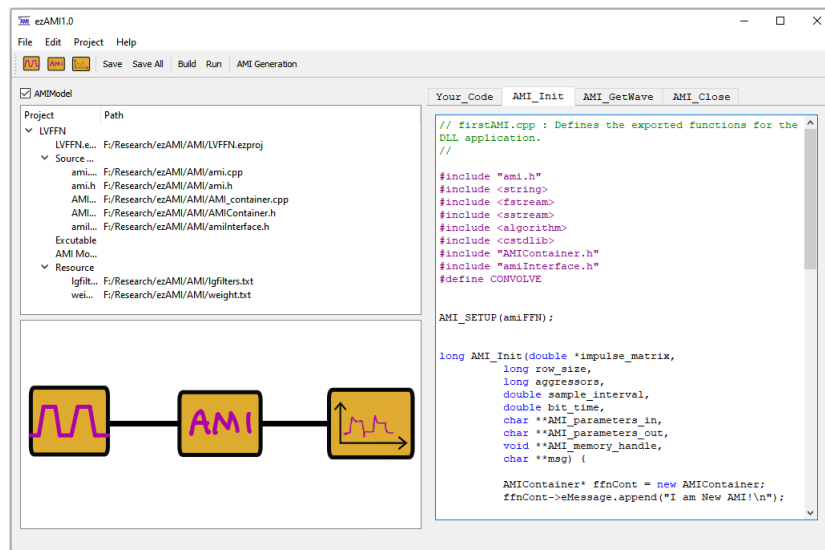 ezAMI1.0
File Edit Project Help
AMI Save Save All Build Run AMI Generation
AMIModel
Project Path
LVFFN
LVFFN.e... F:/Research/ezAMI/AMI/LVFFN.ezproj
Source ...
ami.... F:/Research/ezAMI/AMI/ami.cpp
ami.h F:/Research/ezAMI/AMI/ami.h
AMI... F:/Research/ezAMI/AMI/AMI_container.cpp
AMI... F:/Research/ezAMI/AMI/AMIContainer.h
amiI... F:/Research/ezAMI/AMI/amiInterface.h
Excutable
AMI Mo...
Resource
lgfilt... F:/Research/ezAMI/AMI/lgfilters.txt
wei... F:/Research/ezAMI/AMI/weight.txt
AMI
Your_Code AMI_Init AMI_GetWave AMI_Close
// firstAMI.cpp : Defines the exported functions for the
DLL application.
//
#include "ami.h"
#include <string>
#include <fstream>
#include <sstream>
#include <algorithm>
#include <cstdlib>
#include "AMIContainer.h"
#include "amiInterface.h"
#define CONVOLVE
AMI_SETUP(amiFFN);
long AMI_Init(double *impulse_matrix,
long row_size,
long aggressors,
double sample_interval,
double bit_time,
char **AMI_parameters_in,
char **AMI_parameters_out,
void **AMI_memory_handle,
char **msg) {
AMIContainer* ffnCont = new AMIContainer;
ffnCont->eMessage.append("I am New AMI!\n");